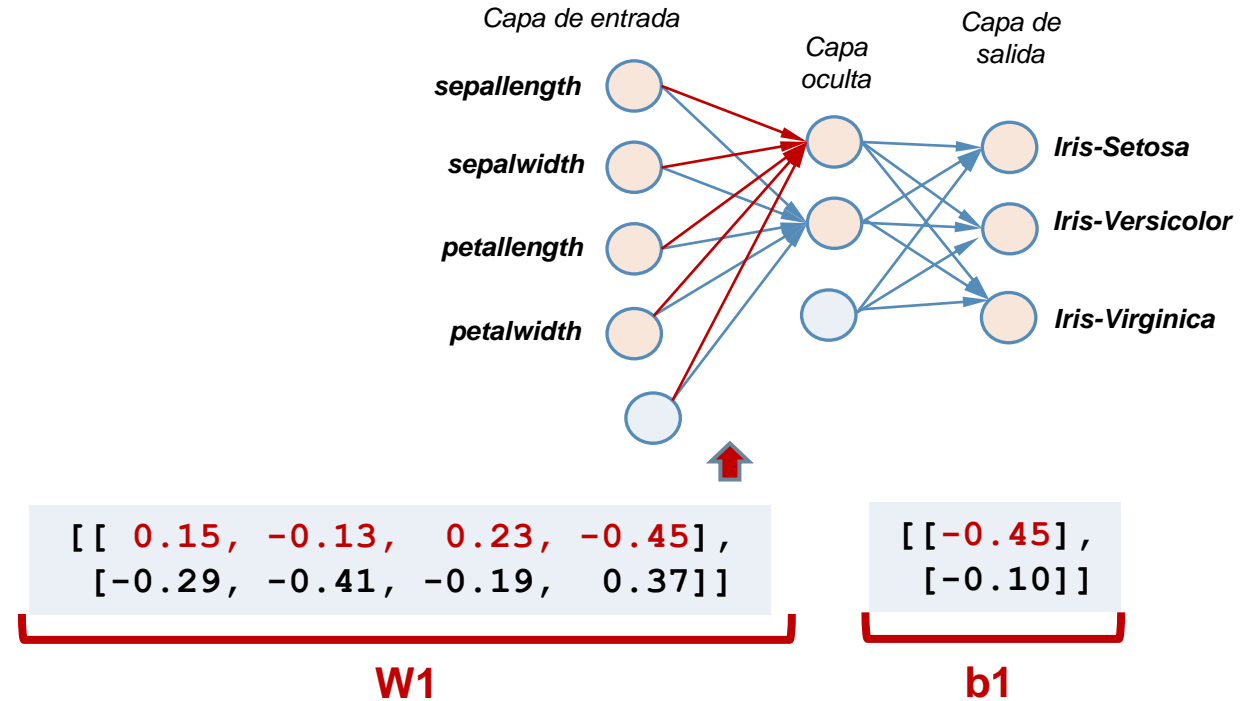 Capa de entrada
Capa
oculta
Capa de
salida
sepallength
sepalwidth
petallength
petalwidth
Iris-Setosa
Iris-Versicolor
Iris-Virginica
[[ 0.15, -0.13,  0.23, -0.45],
[-0.29, -0.41, -0.19,  0.37]]
[[-0.45],
[-0.10]]
W1
b1